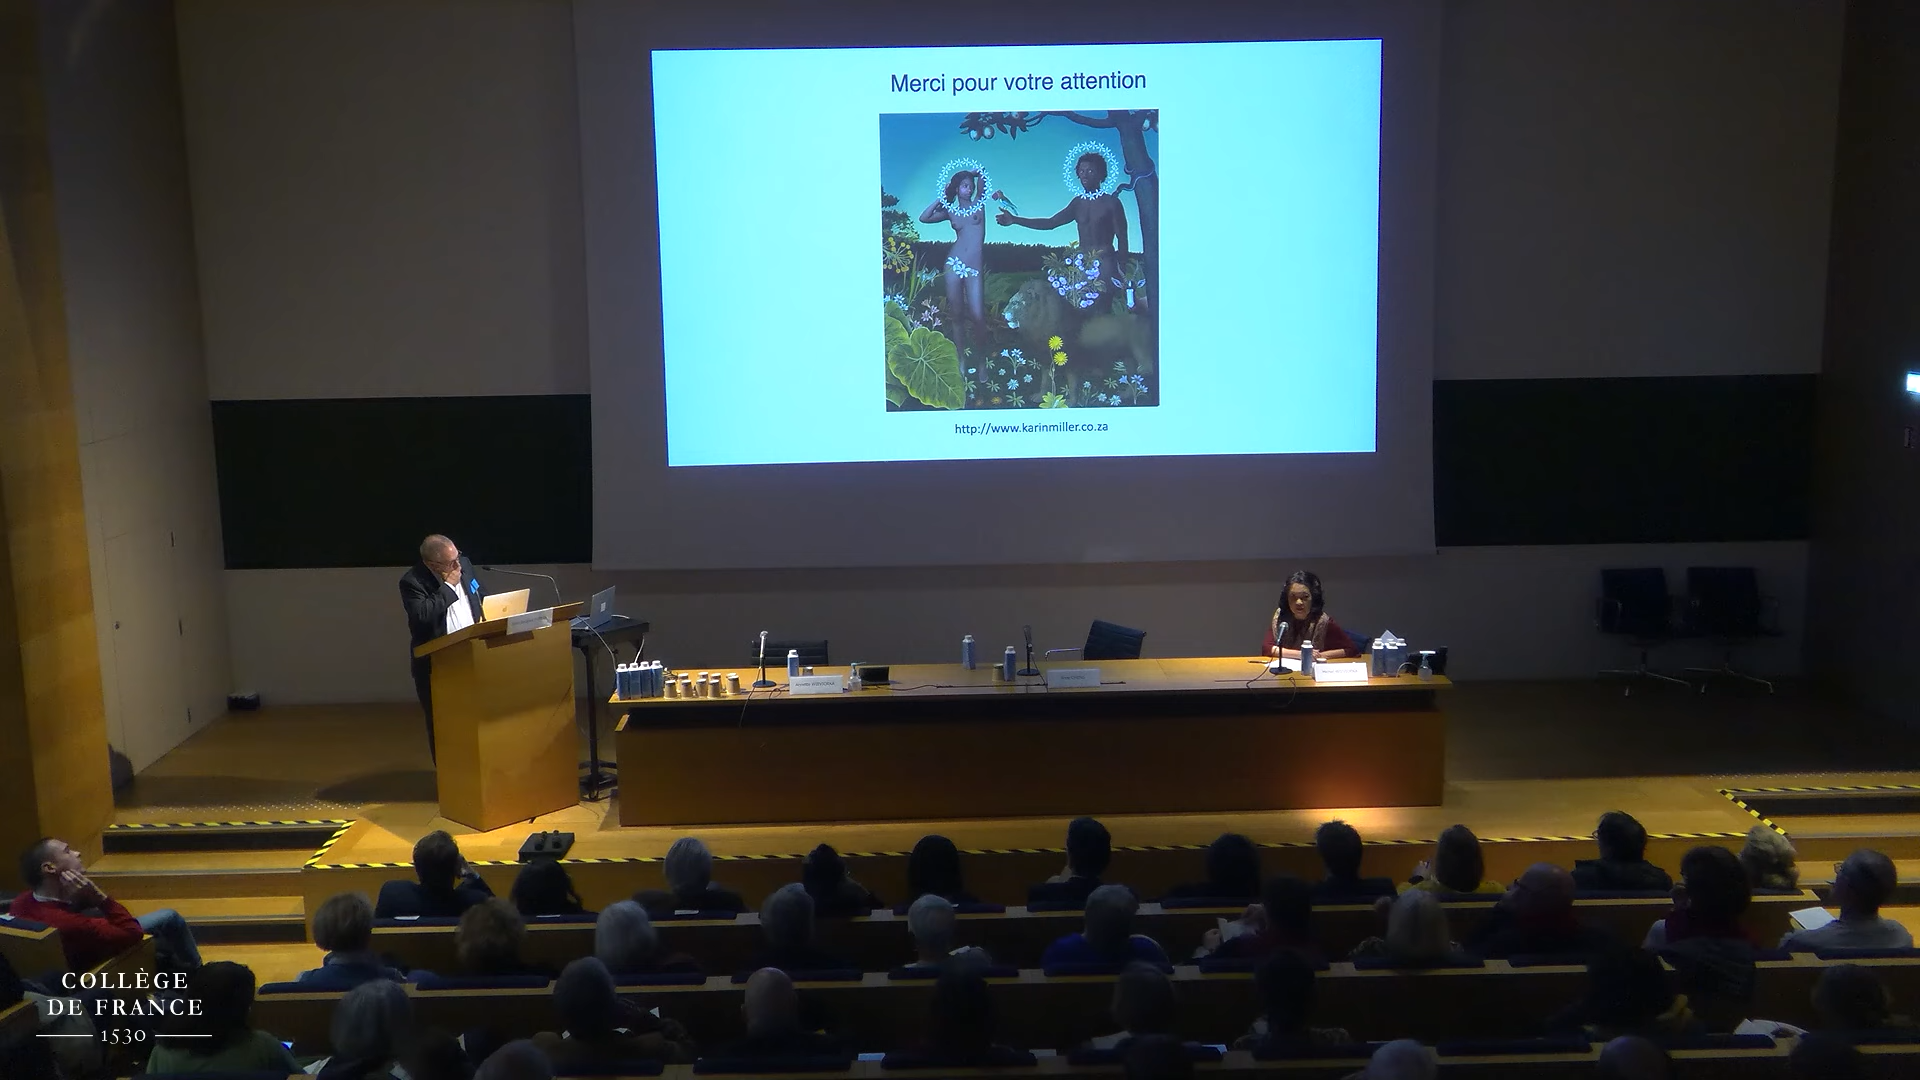 Merci pour votre attention
http://www.karinmiller.co.za
COLLÈGE
DE FRANCE
1530